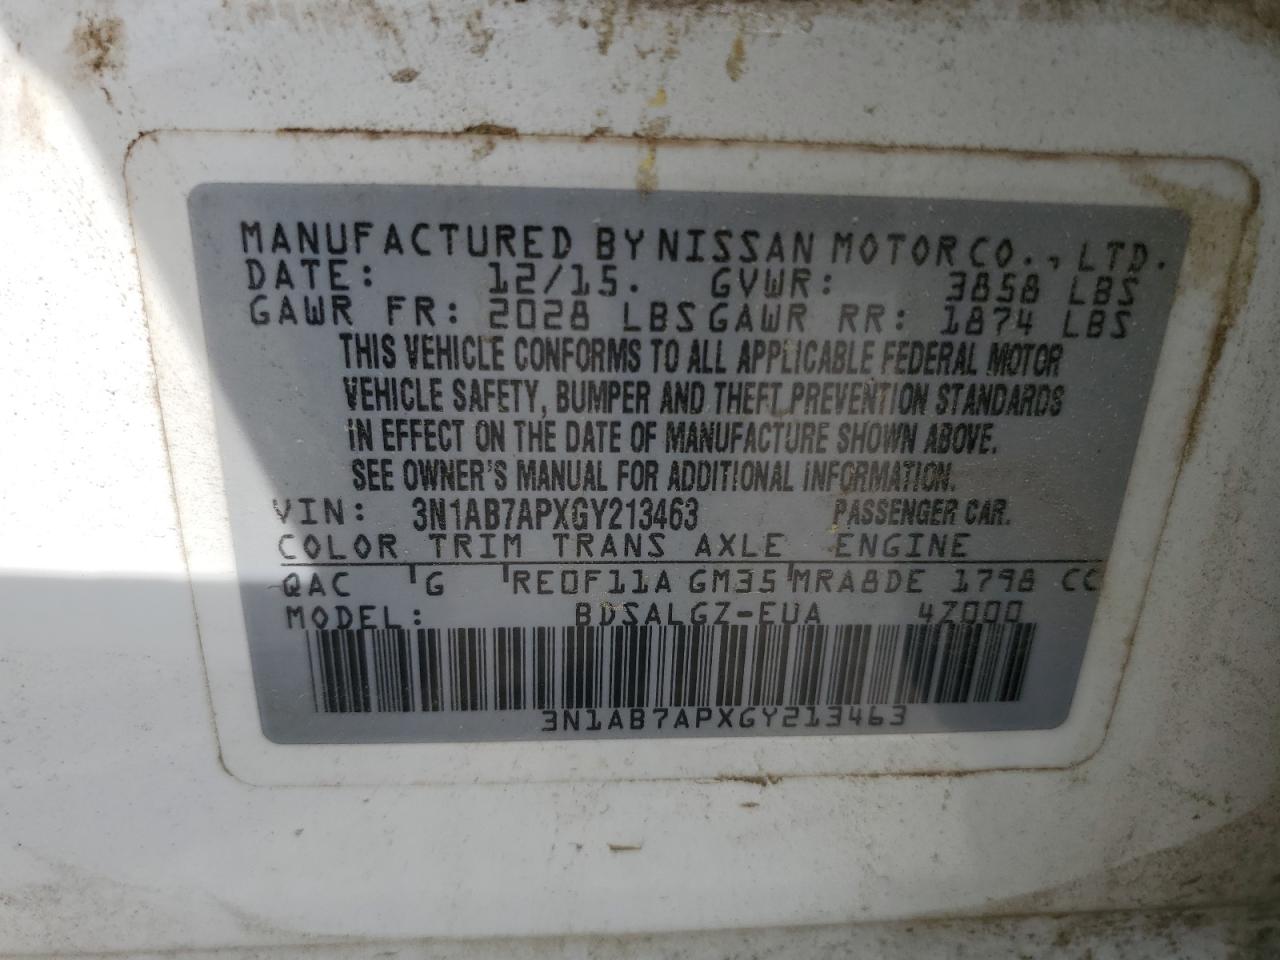 MANUFACTURED BY NISSAN MOTOR CO., LTD.
DATE: 12/15. GVWR: 3858 LBS
GAWR FR: 2028 LBS GAWR RR: 1874 LBS
THIS VEHICLE CONFORMS TO ALL APPLICABLE FEDERAL MOTOR
VEHICLE SAFETY, BUMPER AND THEFT PREVENTION STANDARDS
IN EFFECT ON THE DATE OF MANUFACTURE SHOWN ABOVE.
SEE OWNER'S MANUAL FOR ADDITIONAL INFORMATION.
VIN: 3N1AB7APXGY213463 PASSENGER CAR.
COLOR TRIM TRANS AXLE ENGINE
QAC G RE0F11A GM35 MRA8DE 1798 CC
MODEL: BDSALGZ-EUA 4Z000
3N1AB7APXGY213463